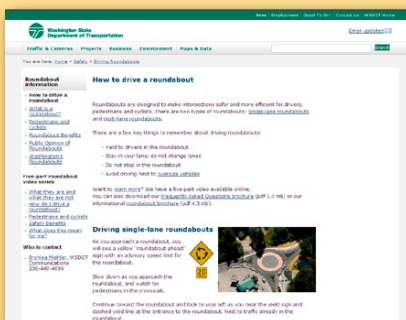 News | Employment | Good To Go! | Contact Us | WSDOT Home
Washington State
Department of Transportation
Email updates
Traffic & Cameras Projects Business Environment Maps & Data
Search
You are here: Home > Safety > Driving Roundabouts
Roundabout
information
How to drive a
roundabout
What is a
roundabout?
Pedestrians and
cyclists
Roundabout Benefits
Public Opinion of
Roundabouts
Washington's
Roundabouts
Five-part roundabout
video series
What they are and
what they are not
How do I drive a
roundabout?
Pedestrians and cyclists
Safety benefits
What does this mean
for me?
Who to contact
WSDOT
Communications
How to drive a roundabout
Roundabouts are designed to make intersections safer and more efficient for drivers,
pedestrians and cyclists. There are two types of roundabouts: single-lane roundabouts
and multi-lane roundabouts.
There are a few key things to remember about driving roundabouts:
Yield to drivers in the roundabout
Stay in your lane; do not change lanes
Do not stop in the roundabout
Avoid driving next to oversize vehicles
Want to learn more? We have a five-part video available online.
You can also download our Frequently Asked Questions brochure (pdf 1.4 mb) or our
informational roundabout brochure (pdf 4.3 mb).
Driving single-lane roundabouts
As you approach a roundabout, you
will see a yellow "roundabout ahead"
sign with an advisory speed limit for
the roundabout.
Slow down as you approach the
roundabout, and watch for
pedestrians in the crosswalk.
Continue toward the roundabout and look to your left as you near the yield sign and
dashed yield line at the entrance to the roundabout. Yield to traffic already in the
roundabout.